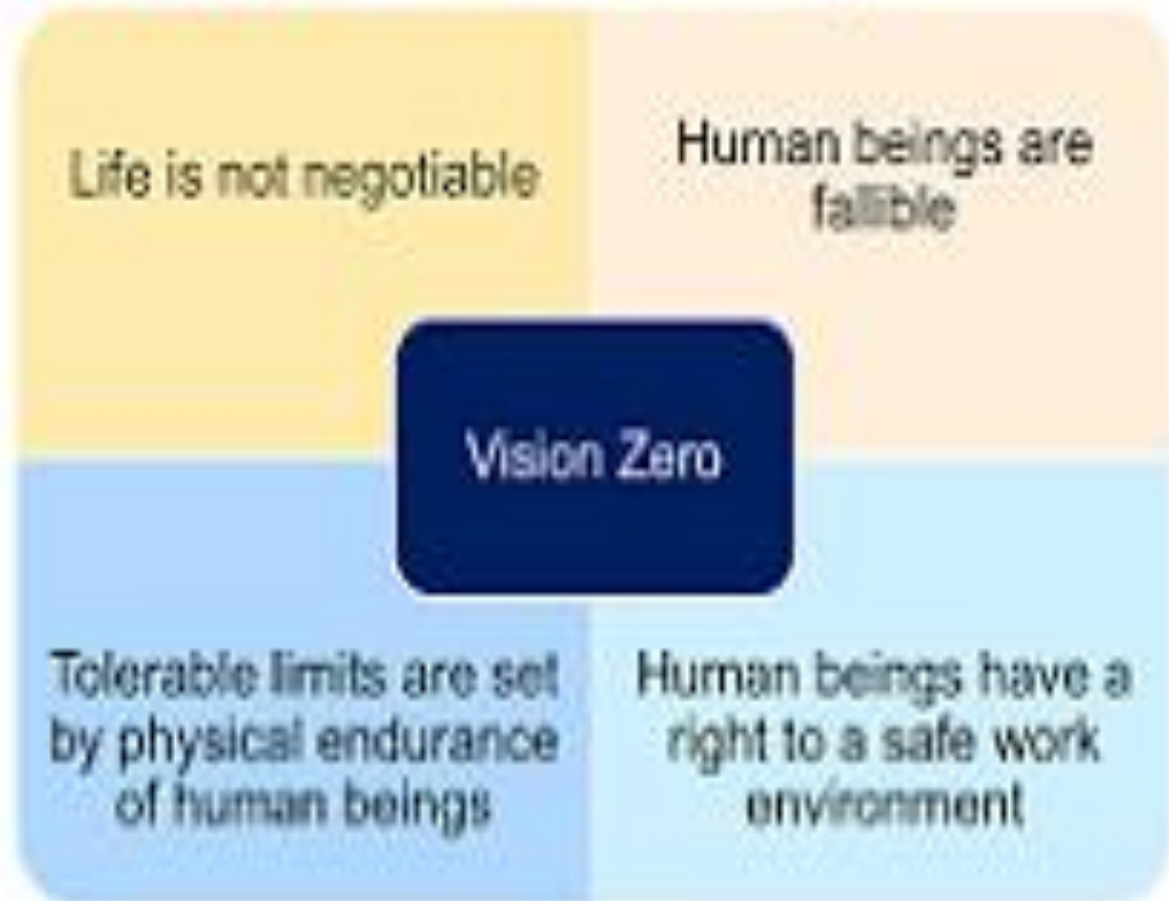 Life is not negotiable
Human beings are
fallible
Vision Zero
Tolerable limits are set
by physical endurance
of human beings
Human beings have a
right to a safe work
environment